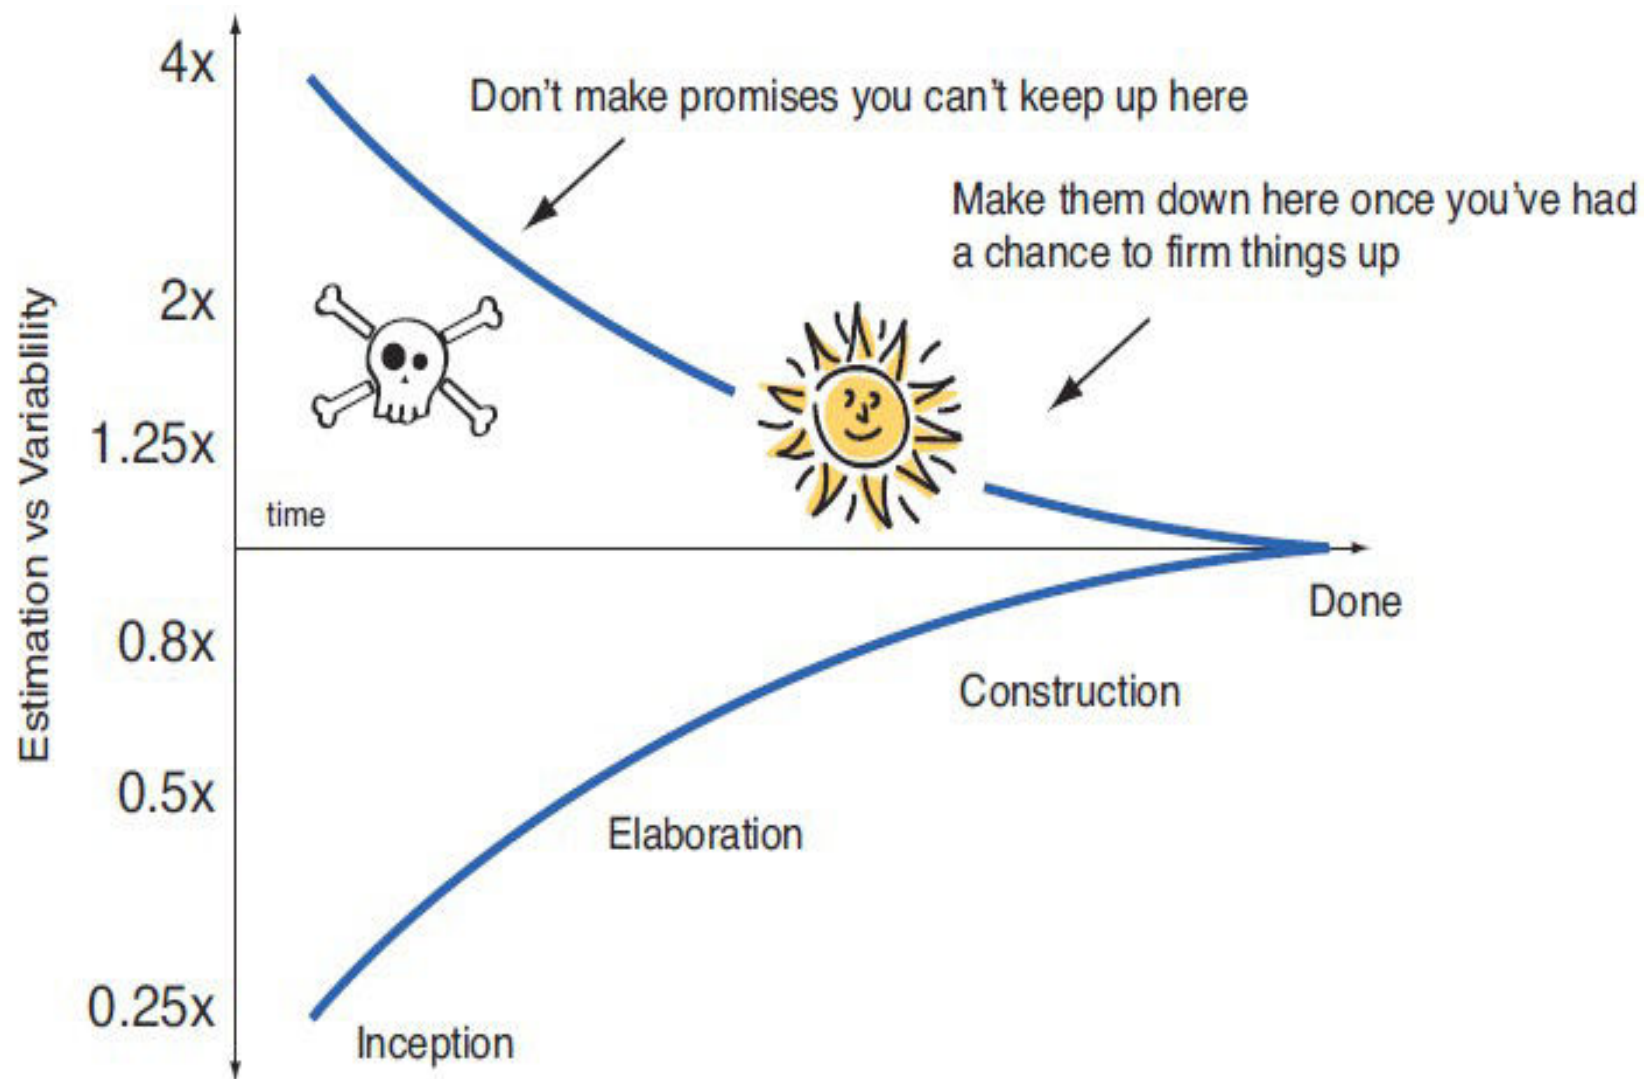 4x
Don't make promises you can't keep up here
Make them down here once you've had
a chance to firm things up
2x
Estimation vs Variablility
1.25x
time
Done
0.8x
Construction
0.5x
Elaboration
0.25x
Inception